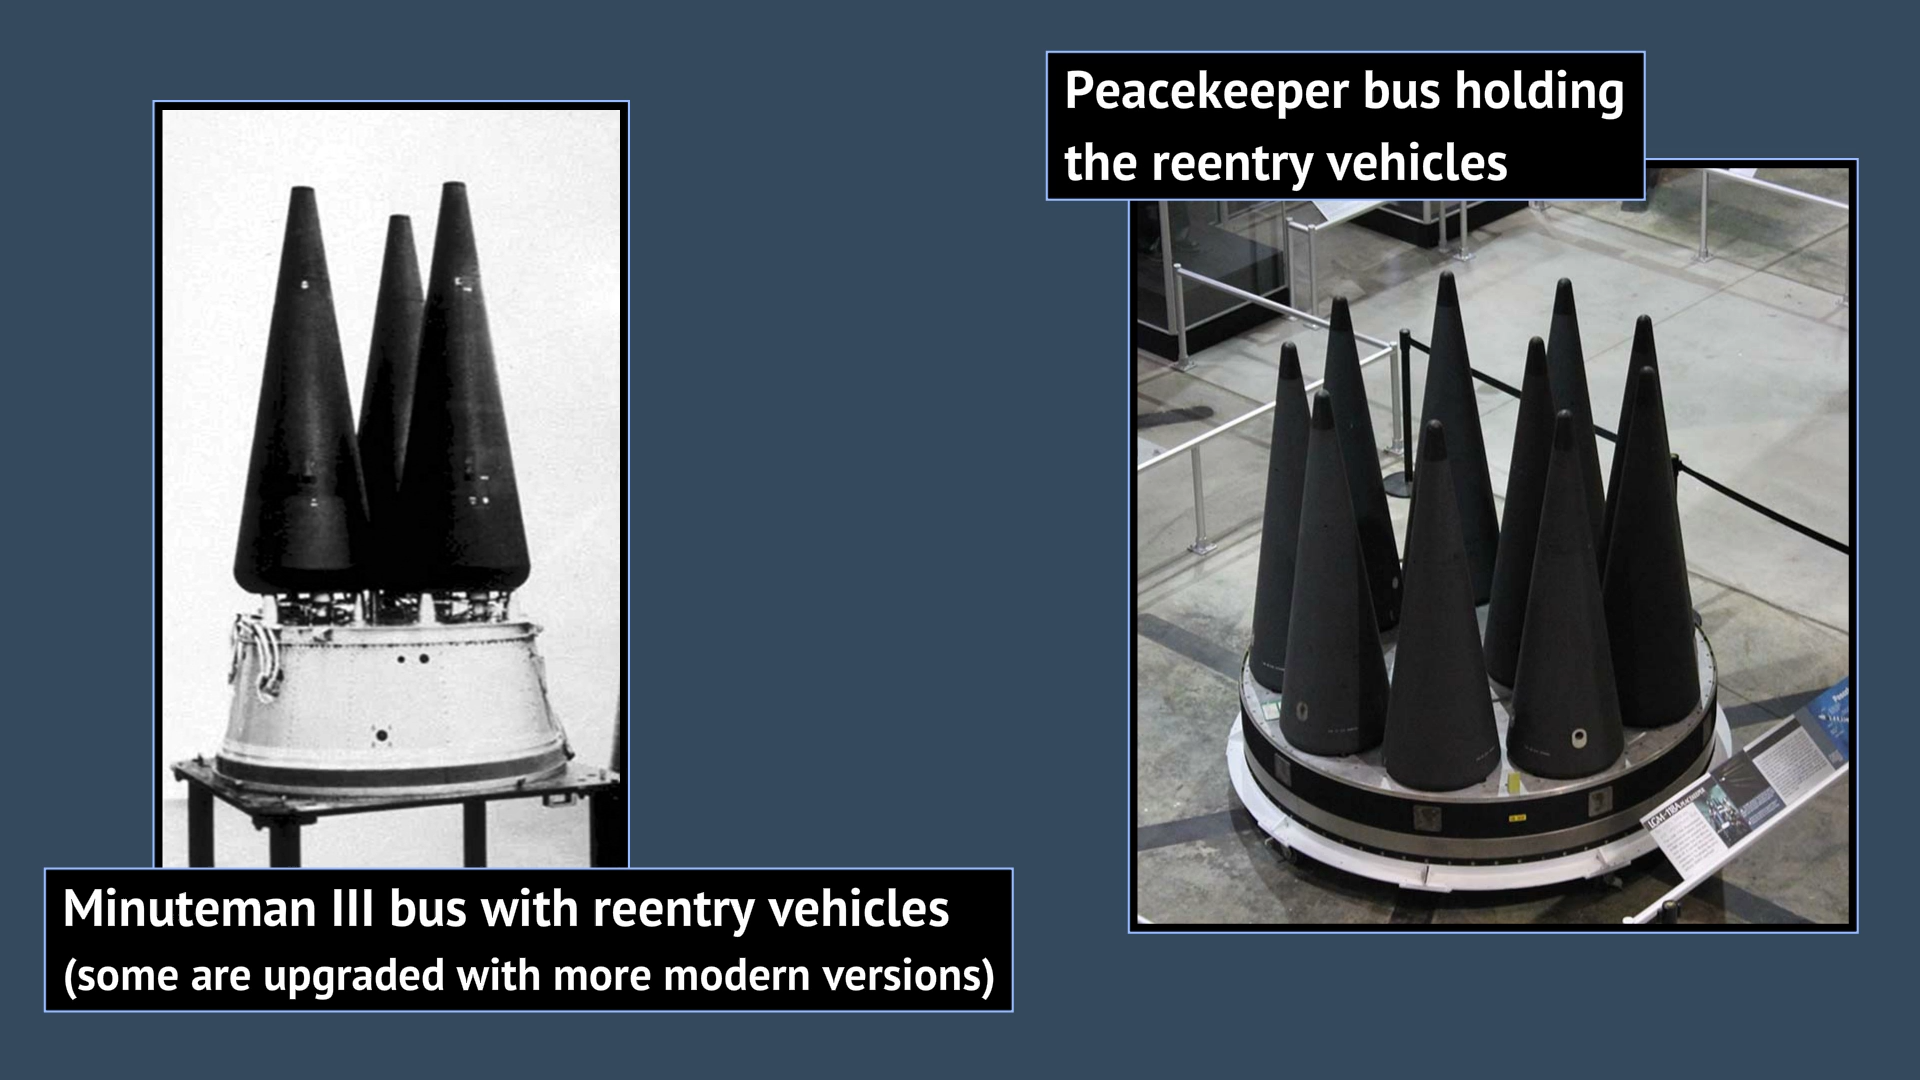 Peacekeeper bus holding
the reentry vehicles
Minuteman III bus with reentry vehicles
(some are upgraded with more modern versions)